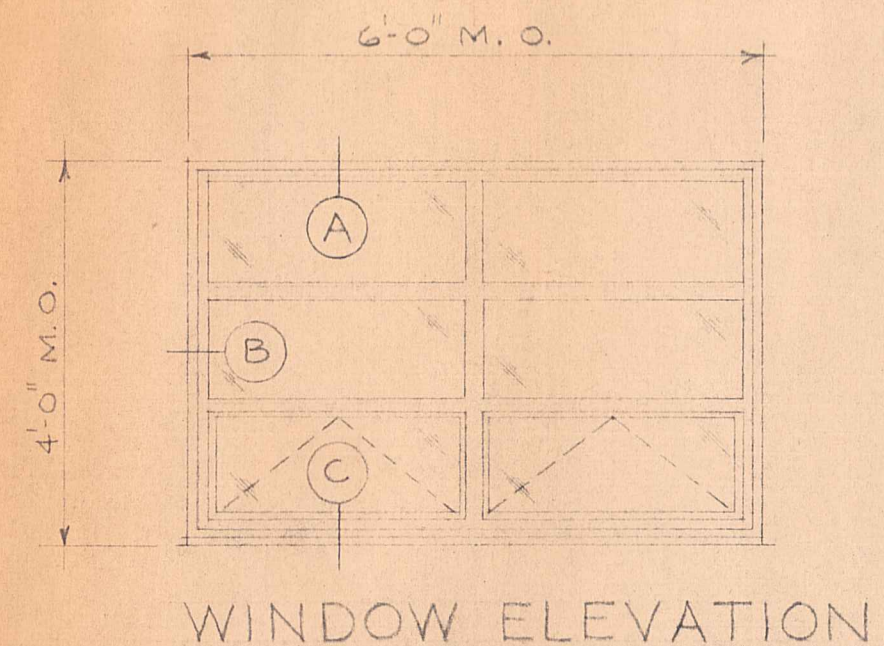 6'-0" M. O.
A
4'-0" M. O.
B
C
WINDOW ELEVATION